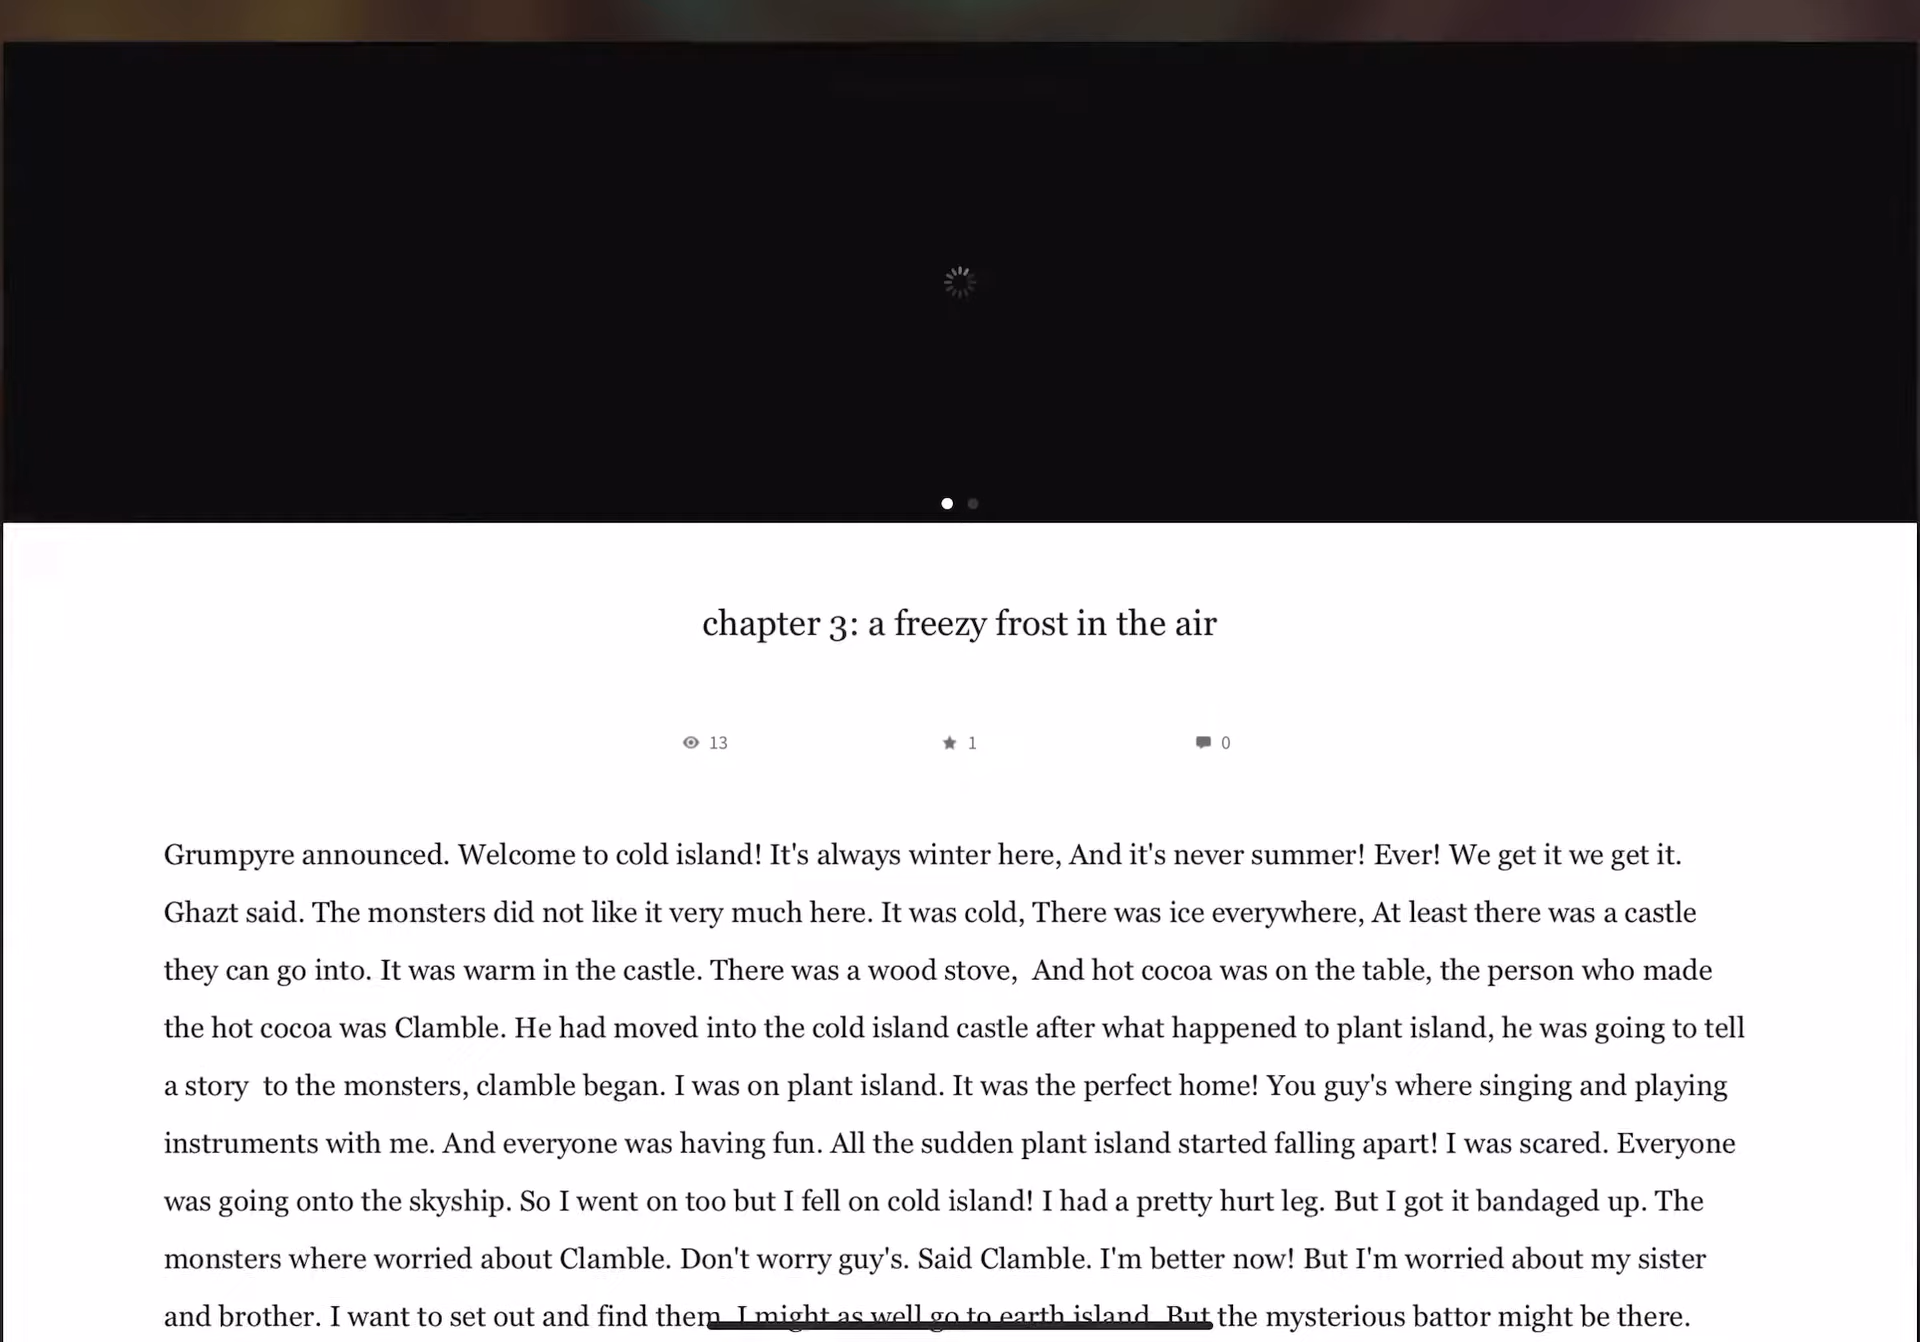 chapter 3: a freezy frost in the air
13
1
0
Grumpyre announced. Welcome to cold island! It's always winter here, And it's never summer! Ever! We get it we get it.
Ghazt said. The monsters did not like it very much here. It was cold, There was ice everywhere, At least there was a castle
they can go into. It was warm in the castle. There was a wood stove,  And hot cocoa was on the table, the person who made
the hot cocoa was Clamble. He had moved into the cold island castle after what happened to plant island, he was going to tell
a story  to the monsters, clamble began. I was on plant island. It was the perfect home! You guy's where singing and playing
instruments with me. And everyone was having fun. All the sudden plant island started falling apart! I was scared. Everyone
was going onto the skyship. So I went on too but I fell on cold island! I had a pretty hurt leg. But I got it bandaged up. The
monsters where worried about Clamble. Don't worry guy's. Said Clamble. I'm better now! But I'm worried about my sister
and brother. I want to set out and find them. I might as well go to earth island. But the mysterious battor might be there.